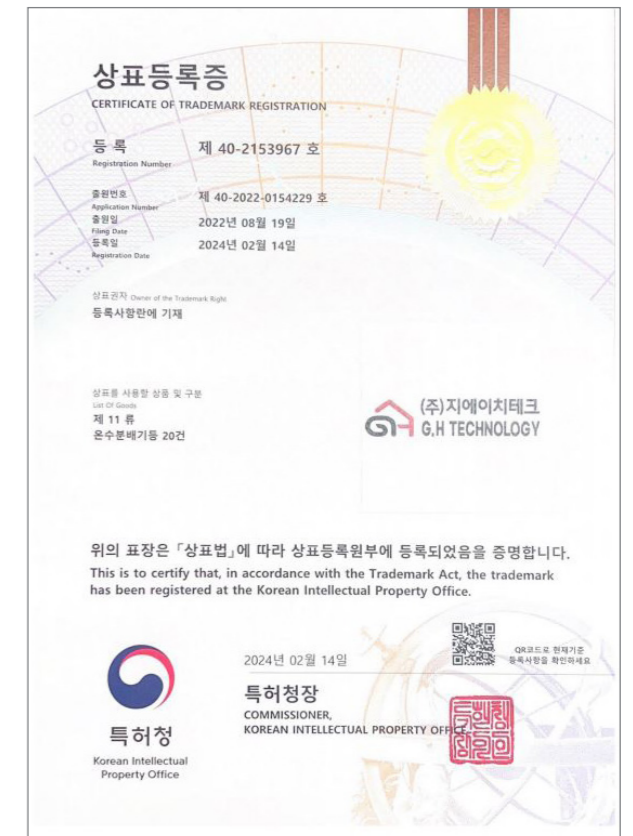 상표등록증
CERTIFICATE OF TRADEMARK REGISTRATION
등 록 제 40-2153967 호
Registration Number
출원번호 제 40-2022-0154229 호
Application Number
출원일 2022년 08월 19일
Filing Date
등록일 2024년 02월 14일
Registration Date
상표권자 Owner of the Trademark Right
등록사항란에 기재
상표를 사용할 상품 및 구분
List Of Goods
제 11 류
온수분배기등 20건
(주)지에이치테크
G.H TECHNOLOGY
위의 표장은 「상표법」에 따라 상표등록원부에 등록되었음을 증명합니다.
This is to certify that, in accordance with the Trademark Act, the trademark
has been registered at the Korean Intellectual Property Office.
QR코드로 현재기준
등록사항을 확인하세요
2024년 02월 14일
특허청장
COMMISSIONER,
KOREAN INTELLECTUAL PROPERTY OFFICE
특허청
Korean Intellectual
Property Office